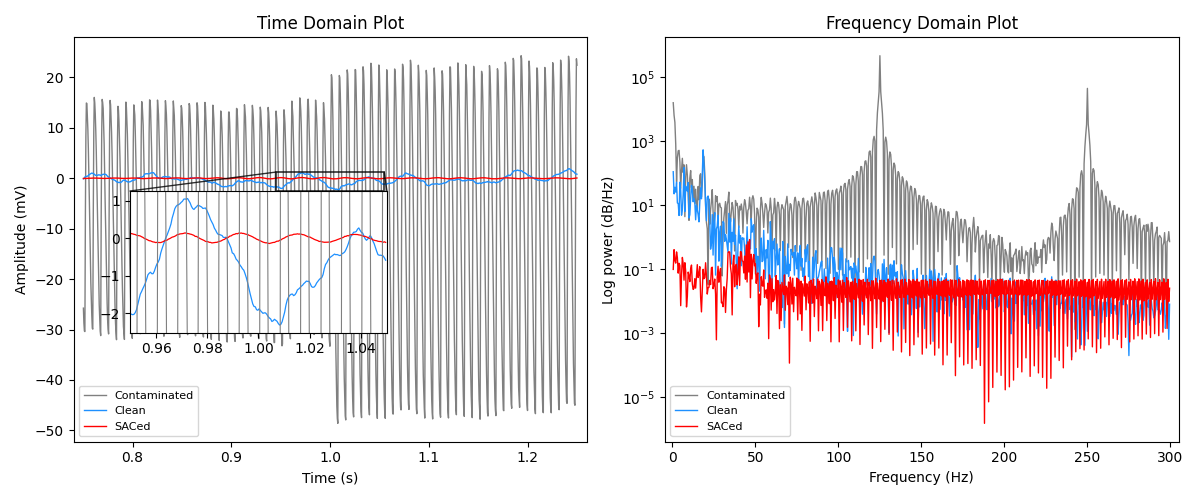 Time Domain Plot
Amplitude (mV)
20
10
0
−10
−20
−30
−40
−50
1
0
−1
−2
0.96 0.98 1.00 1.02 1.04
Contaminated
Clean
SACed
0.8 0.9 1.0 1.1 1.2
Time (s)
Frequency Domain Plot
Log power (dB/Hz)
10^5
10^3
10^1
10^−1
10^−3
10^−5
Contaminated
Clean
SACed
0 50 100 150 200 250 300
Frequency (Hz)